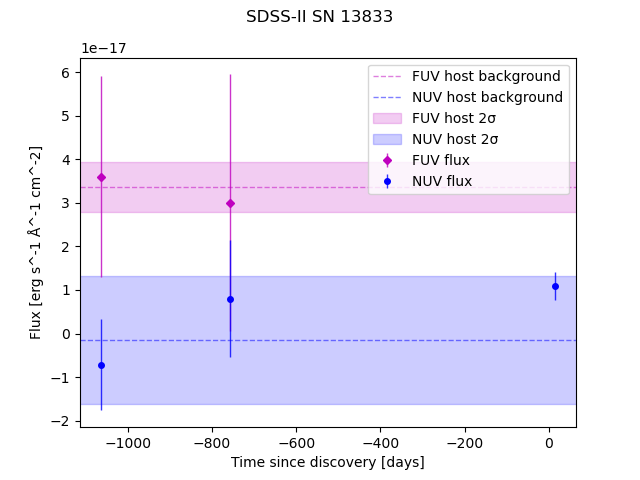 SDSS-II SN 13833
1e−17
FUV host background
NUV host background
FUV host 2σ
NUV host 2σ
FUV flux
NUV flux
6
5
4
3
2
1
0
−1
−2
Flux [erg s^-1 Å^-1 cm^-2]
−1000
−800
−600
−400
−200
0
Time since discovery [days]